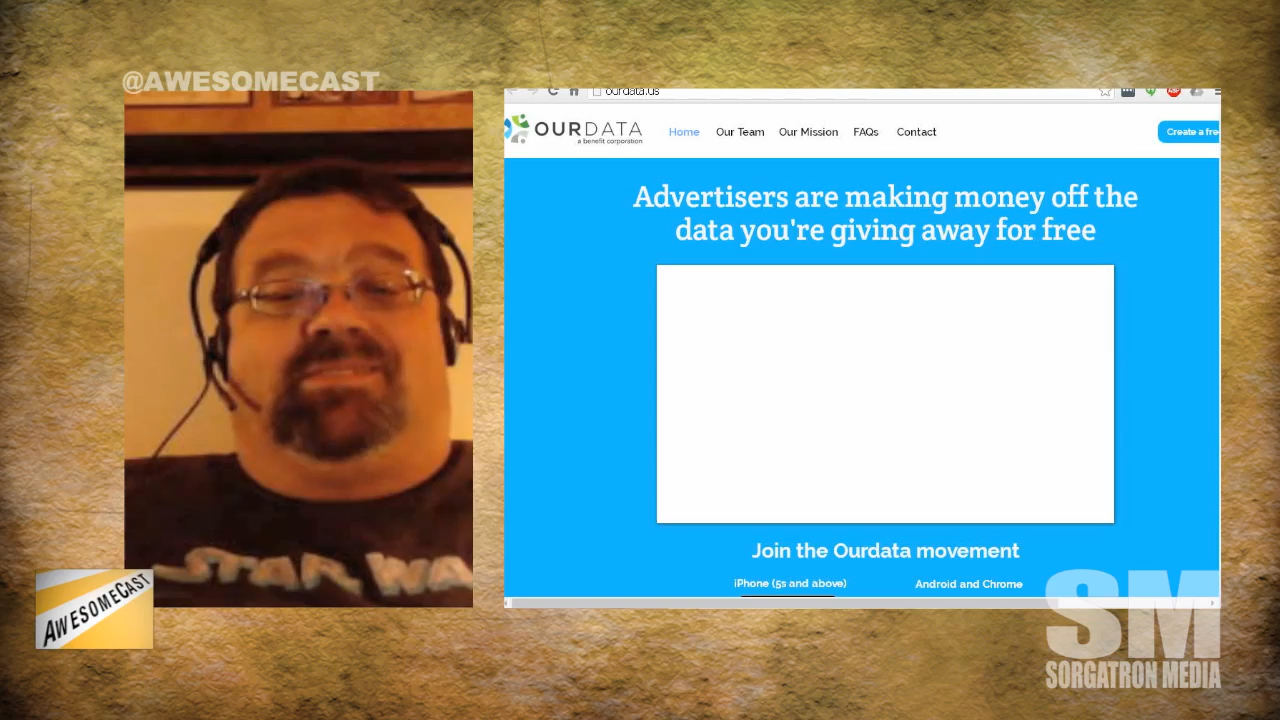 @AWESOMECAST
ourdata.us
OURDATA
a benefit corporation
Home
Our Team
Our Mission
FAQs
Contact
Create a fre
Advertisers are making money off the
data you're giving away for free
Join the Ourdata movement
iPhone (5s and above)
Android and Chrome
STAR WA
AWESOMECAST
SM
SORGATRON MEDIA